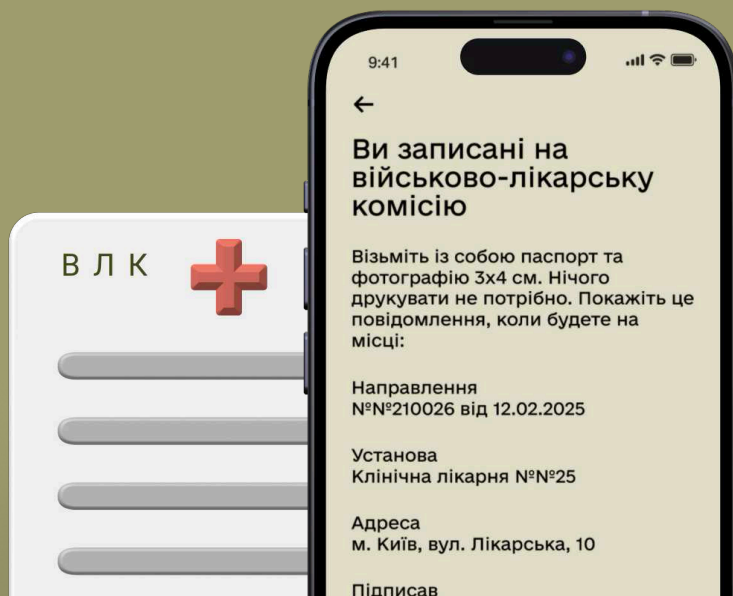 ВЛК
9:41
Ви записані на
військово-лікарську
комісію
Візьміть із собою паспорт та
фотографію 3х4 см. Нічого
друкувати не потрібно. Покажіть це
повідомлення, коли будете на
місці:
Направлення
№№210026 від 12.02.2025
Установа
Клінічна лікарня №№25
Адреса
м. Київ, вул. Лікарська, 10
Підписав